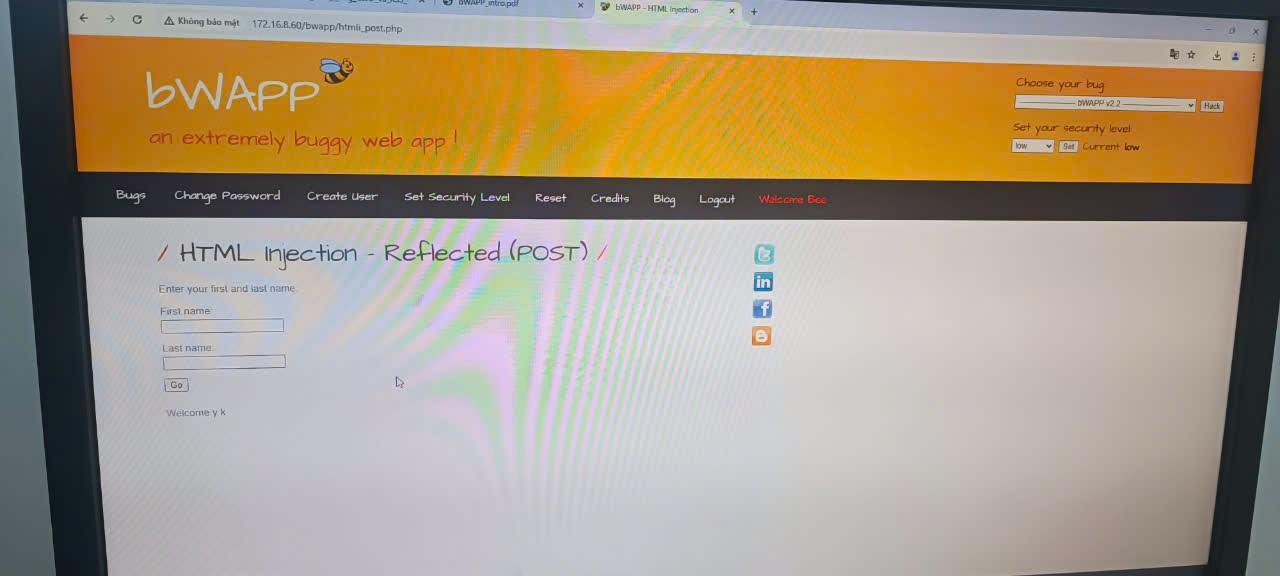 bWAPP_intro.pdf
bWAPP - HTML Injection
Không bảo mật 172.16.8.60/bwapp/htmli_post.php
bWAPP
an extremely buggy web app !
Choose your bug
bWAPP v2.2 Hack
Set your security level:
low Set Current low
Bugs Change Password Create User Set Security Level Reset Credits Blog Logout Welcome Bee
/ HTML Injection - Reflected (POST) /
Enter your first and last name:
First name:
Last name:
Go
Welcome y k